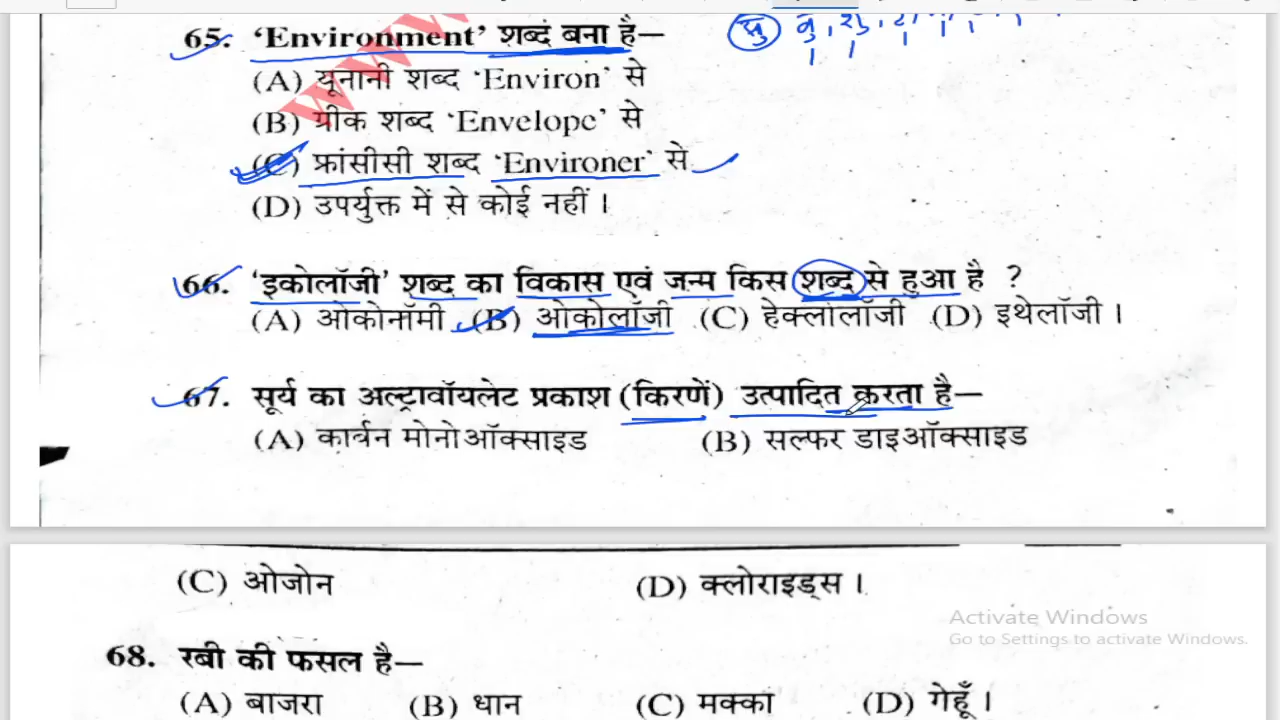 65. 'Environment' शब्द बना है—
(A) यूनानी शब्द 'Environ' से
(B) ग्रीक शब्द 'Envelope' से
(C) फ्रांसीसी शब्द 'Environer' से
(D) उपर्युक्त में से कोई नहीं ।
66. 'इकोलॉजी' शब्द का विकास एवं जन्म किस शब्द से हुआ है ?
(A) ओकोनॉमी (B) ओकोलॉजी (C) हेक्लोलॉजी (D) इथेलॉजी ।
67. सूर्य का अल्ट्रावॉयलेट प्रकाश (किरणें) उत्पादित करता है—
(A) कार्बन मोनोऑक्साइड (B) सल्फर डाइऑक्साइड
(C) ओजोन (D) क्लोराइड्स ।
Activate Windows
Go to Settings to activate Windows.
68. रबी की फसल है—
(A) बाजरा (B) धान (C) मक्का (D) गेहूँ ।